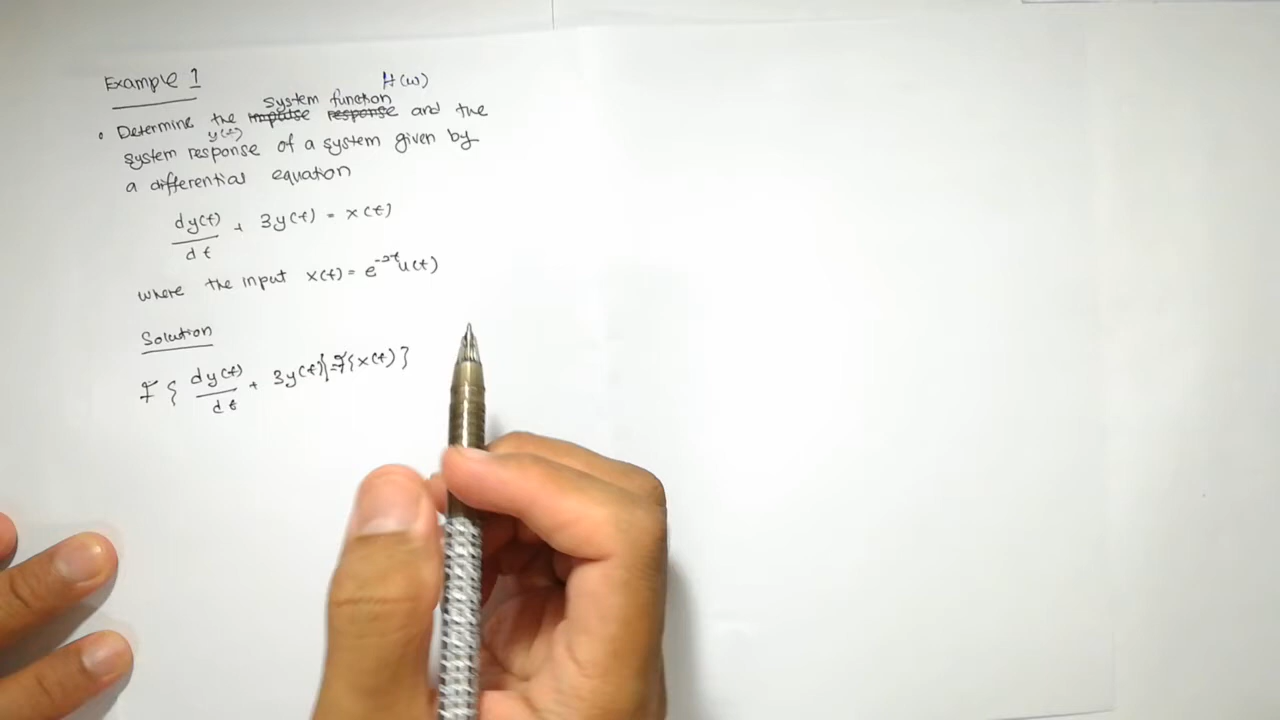 Example 1
system function H(ω)
• Determine the impulse response and the
y(t)
system response of a system given by
a differential equation
dy(t)/dt + 3y(t) = x(t)
where the input x(t) = e^{-2t}u(t)
Solution
F { dy(t)/dt + 3y(t)} = F{x(t)}